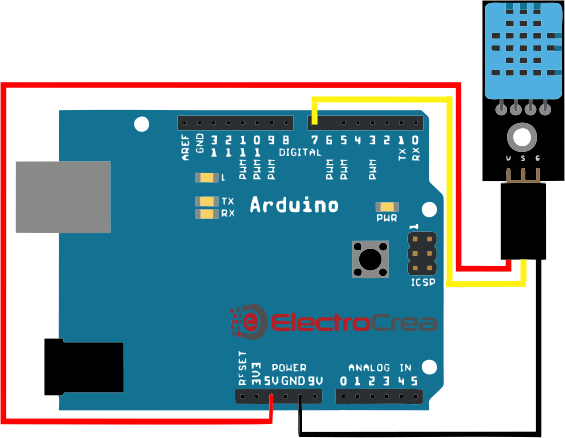 V S G
7 6 5 4 3 2 1 0
AREF GND 13 12 11 10 9 8
DIGITAL
PWM PWM PWM PWM PWM PWM TX RX
L
TX
RX
Arduino
PWR
1
ICSP
ElectroCrea
POWER
RESET 3V3 5V GND 9V
ANALOG IN
0 1 2 3 4 5